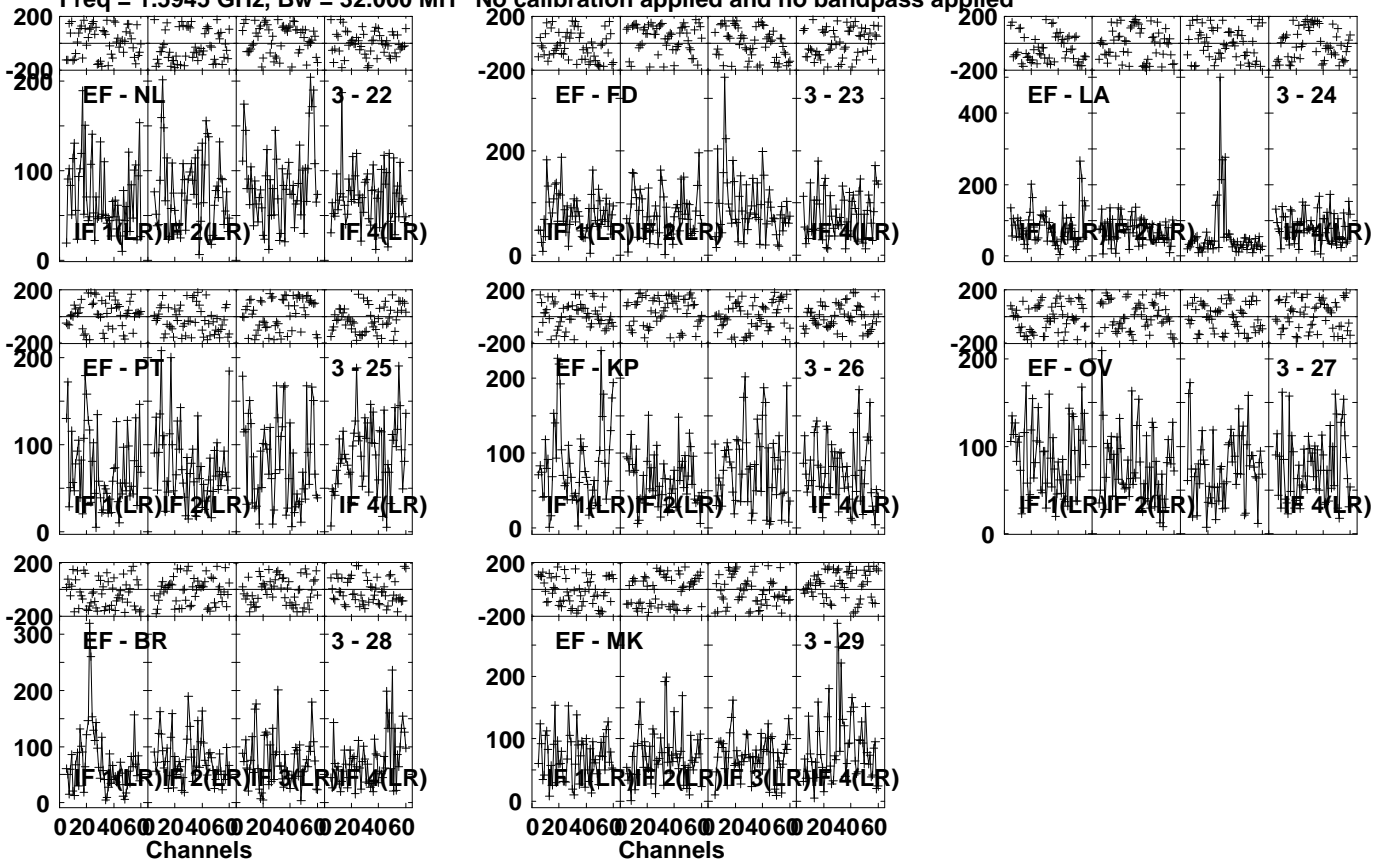 Freq = 1.5945 GHz, Bw = 32.000 MH No calibration applied and no bandpass applied
200
-200
EF - NL 3 - 22
200
100
0
IF 1(LR) IF 2(LR) IF 4(LR)
EF - FD 3 - 23
200
0
IF 1(LR) IF 2(LR) IF 4(LR)
200
-200
EF - LA 3 - 24
400
200
0
IF 1(LR) IF 2(LR) IF 4(LR)
200
-200
EF - PT 3 - 25
200
100
0
IF 1(LR) IF 2(LR) IF 4(LR)
200
-200
EF - KP 3 - 26
200
100
0
IF 1(LR) IF 2(LR) IF 4(LR)
200
-200
EF - OV 3 - 27
200
100
0
IF 1(LR) IF 2(LR) IF 4(LR)
200
-200
EF - BR 3 - 28
300
200
100
0
IF 1(LR) IF 2(LR) IF 3(LR) IF 4(LR)
0 20 40 60 0 20 40 60 0 20 40 60 0 20 40 60
Channels
EF - MK 3 - 29
200
100
0
IF 1(LR) IF 2(LR) IF 3(LR) IF 4(LR)
0 20 40 60 0 20 40 60 0 20 40 60 0 20 40 60
Channels